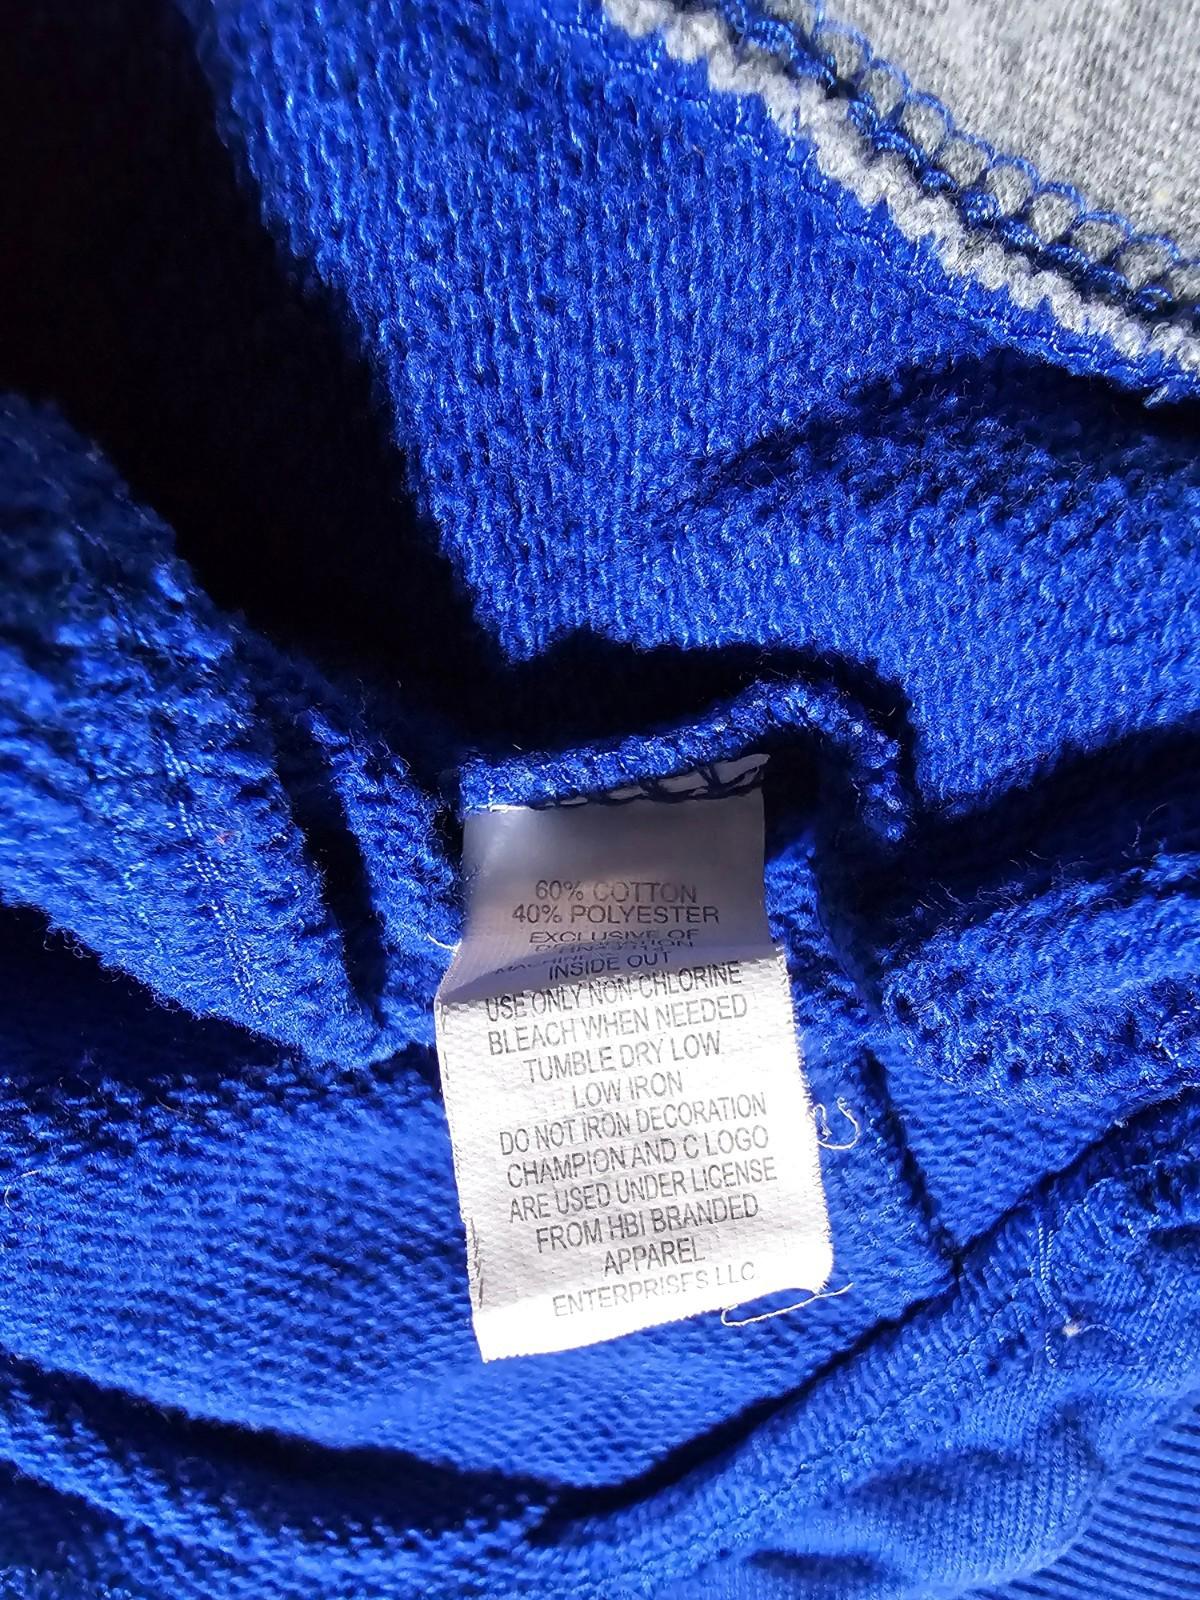 60% COTTON
40% POLYESTER
EXCLUSIVE OF
INSIDE OUT
USE ONLY NON-CHLORINE
BLEACH WHEN NEEDED
TUMBLE DRY LOW
LOW IRON
DO NOT IRON DECORATION
CHAMPION AND C LOGO
ARE USED UNDER LICENSE
FROM HBI BRANDED
APPAREL
ENTERPRISES LLC